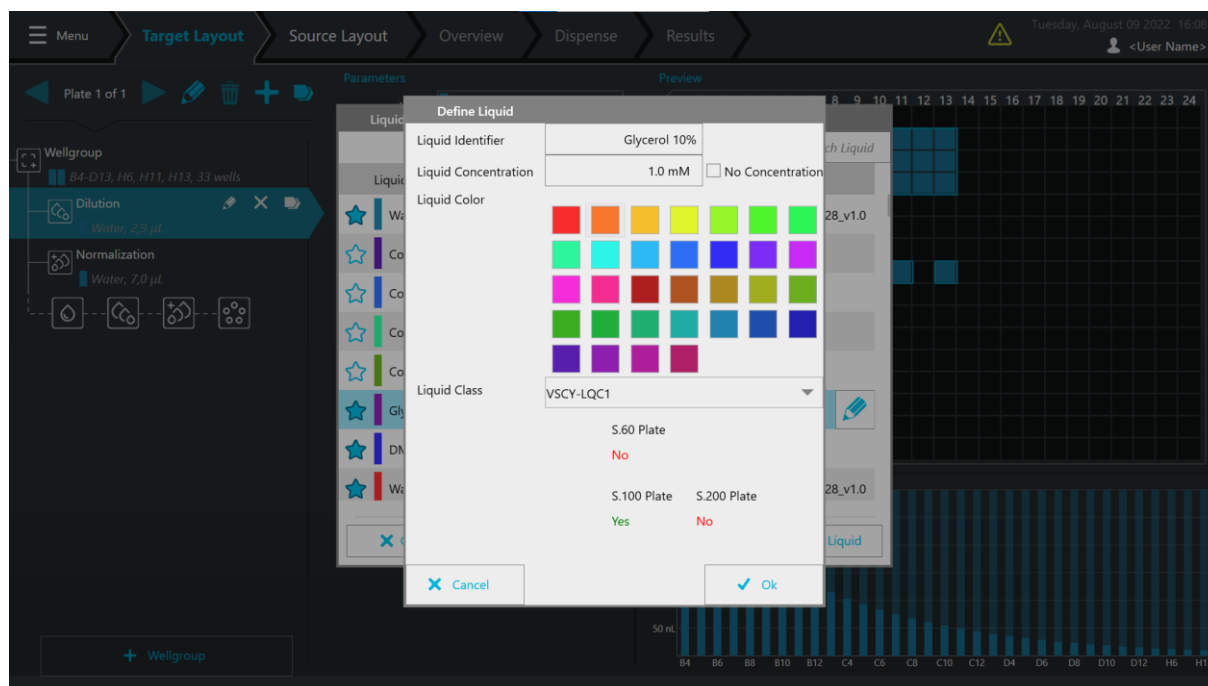 Menu
Target Layout
Source Layout
Overview
Dispense
Results
Tuesday, August 09 2022 16:08
<User Name>
Plate 1 of 1
Wellgroup
B4-D13, H6, H11, H13, 33 wells
Dilution
Water, 2,9 µL
Normalization
Water, 7,0 µL
+ Wellgroup
Parameters
Preview
8 9 10 11 12 13 14 15 16 17 18 19 20 21 22 23 24
Define Liquid
Liquid Identifier
Glycerol 10%
Liquid Concentration
1.0 mM
No Concentration
Liquid Color
Liquid Class
VSCY-LQC1
S.60 Plate
No
S.100 Plate S.200 Plate
Yes No
Cancel
Ok
Liquid
28_v1.0
28_v1.0
Liquid
50 nL
B4 B6 B8 B10 B12 C4 C6 C8 C10 C12 D4 D6 D8 D10 D12 H6